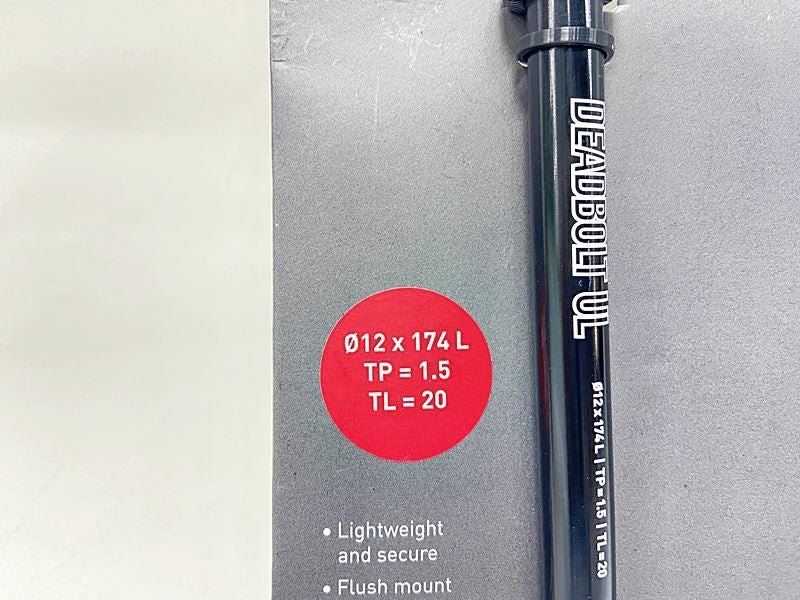 Ø12 x 174 L
TP = 1.5
TL = 20
• Lightweight
and secure
• Flush mount
DEADBOLT UL
Ø12 x 174 L | TP = 1.5 | TL = 20